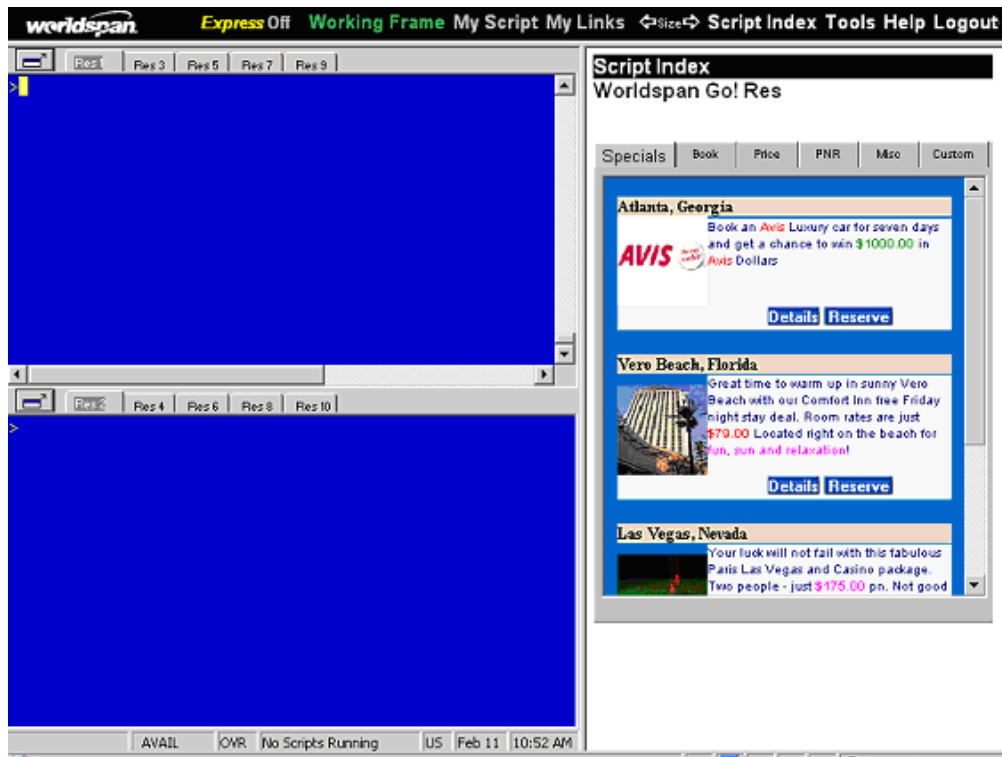 worldspan Express Off Working Frame My Script My Links Size Script Index Tools Help Logout
Res1 Res 3 Res 5 Res 7 Res 9
>
Res2 Res 4 Res 6 Res 8 Res 10
>
AVAIL OVR No Scripts Running US Feb 11 10:52 AM
Script Index
Worldspan Go! Res
Specials Book Price PNR Misc Custom
Atlanta, Georgia
AVIS
Book an Avis Luxury car for seven days
and get a chance to win $1000.00 in
Avis Dollars
Details Reserve
Vero Beach, Florida
Great time to warm up in sunny Vero
Beach with our Comfort Inn free Friday
night stay deal. Room rates are just
$79.00 Located right on the beach for
fun, sun and relaxation!
Details Reserve
Las Vegas, Nevada
Your luck will not fail with this fabulous
Paris Las Vegas and Casino package.
Two people - just $175.00 pn. Not good